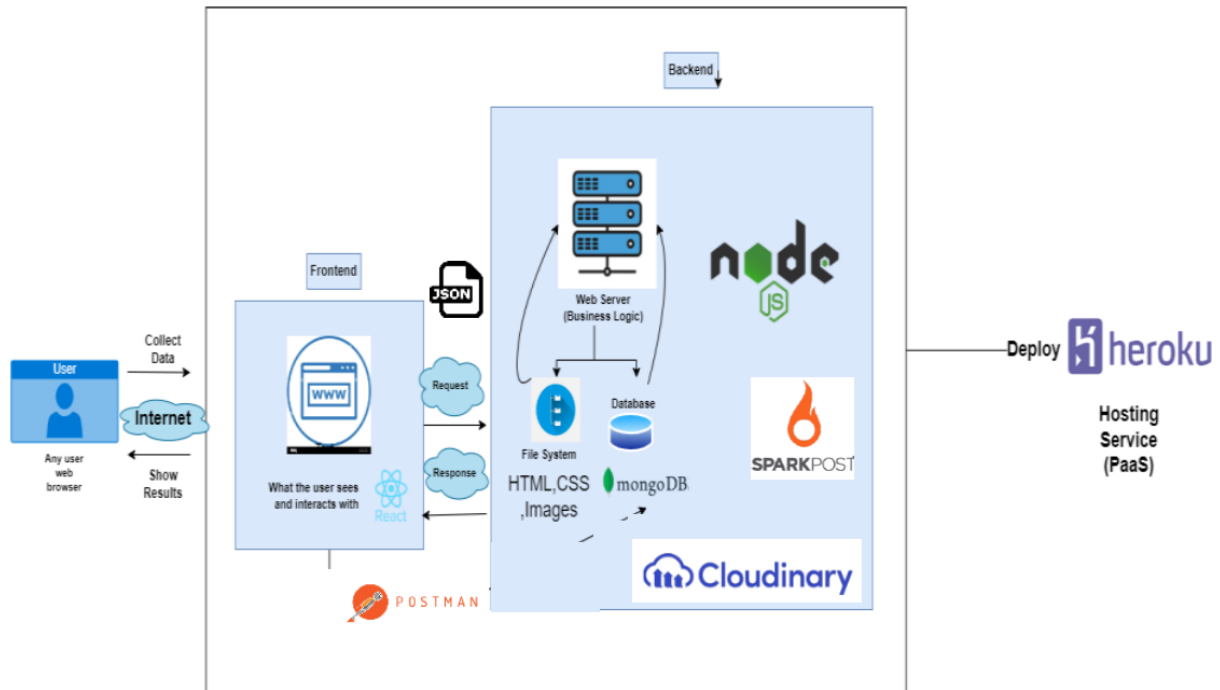 Backend
Frontend
JSON
Web Server
(Business Logic)
node
JS
Collect
Data
User
Internet
Any user
web
browser
Show
Results
WWW
What the user sees
and interacts with
React
Request
Response
File System
HTML,CSS
,Images
Database
mongoDB
SPARKPOST
Cloudinary
POSTMAN
Deploy
heroku
Hosting
Service
(PaaS)